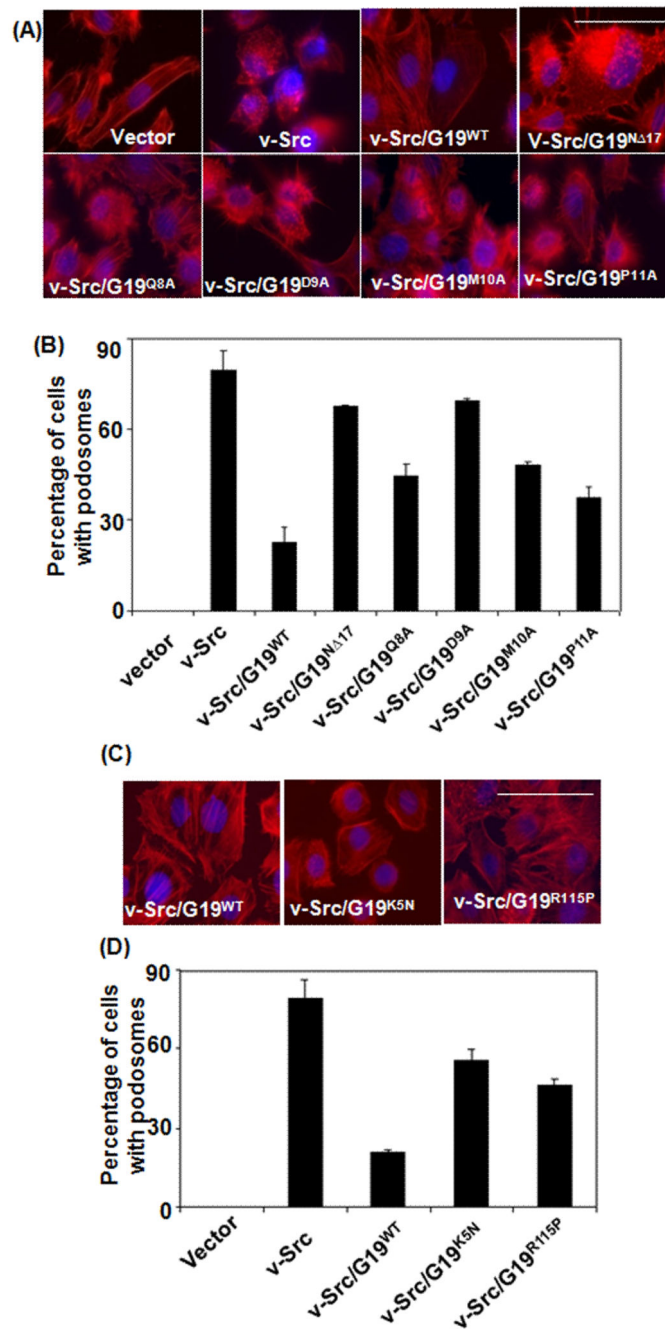 (A)
Vector
v-Src
v-Src/G19ᵂᵀ
V-Src/G19ᴺΔ¹⁷
v-Src/G19Q8A
v-Src/G19D9A
v-Src/G19M10A
v-Src/G19P11A
(B)
Percentage of cells
with podosomes
90
60
30
0
vector
v-Src
v-Src/G19WT
v-Src/G19NΔ17
v-Src/G19Q8A
v-Src/G19D9A
v-Src/G19M10A
v-Src/G19P11A
(C)
v-Src/G19WT
v-Src/G19K5N
v-Src/G19R115P
(D)
Percentage of cells
with podosomes
90
60
30
0
Vector
v-Src
v-Src/G19WT
v-Src/G19K5N
v-Src/G19R115P